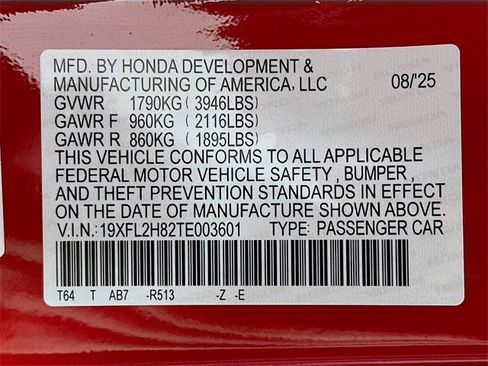 MFD. BY HONDA DEVELOPMENT &
MANUFACTURING OF AMERICA, LLC 08/'25
GVWR 1790KG (3946LBS)
GAWR F 960KG (2116LBS)
GAWR R 860KG (1895LBS)
THIS VEHICLE CONFORMS TO ALL APPLICABLE
FEDERAL MOTOR VEHICLE SAFETY , BUMPER ,
AND THEFT PREVENTION STANDARDS IN EFFECT
ON THE DATE OF MANUFACTURE SHOWN ABOVE.
V.I.N.:19XFL2H82TE003601 TYPE: PASSENGER CAR
T64 T AB7 -R513 -Z -E